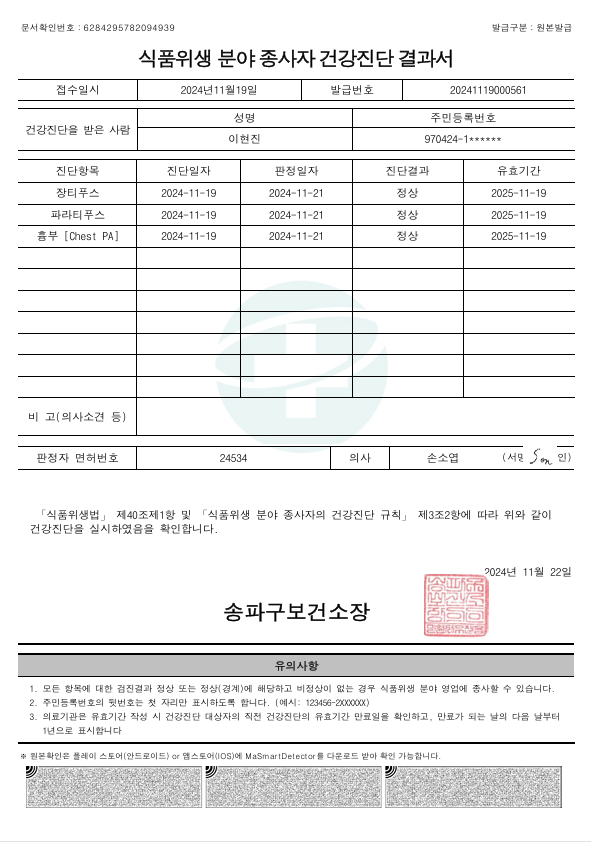 문서확인번호 : 6284295782094939 발급구분 : 원본발급
식품위생 분야 종사자 건강진단 결과서
접수일시 2024년11월19일 발급번호 20241119000561
건강진단을 받은 사람 성명 주민등록번호
이현진 970424-1******
진단항목 진단일자 판정일자 진단결과 유효기간
장티푸스 2024-11-19 2024-11-21 정상 2025-11-19
파라티푸스 2024-11-19 2024-11-21 정상 2025-11-19
흉부 [Chest PA] 2024-11-19 2024-11-21 정상 2025-11-19
비 고(의사소견 등)
판정자 면허번호 24534 의사 손소엽 (서명 Son 인)
「식품위생법」 제40조제1항 및 「식품위생 분야 종사자의 건강진단 규칙」 제3조2항에 따라 위와 같이
건강진단을 실시하였음을 확인합니다.
2024년 11월 22일
송파구보건소장
유의사항
1. 모든 항목에 대한 검진결과 정상 또는 정상(경계)에 해당하고 비정상이 없는 경우 식품위생 분야 영업에 종사할 수 있습니다.
2. 주민등록번호의 뒷번호는 첫 자리만 표시하도록 합니다. (예시: 123456-2XXXXXX)
3. 의료기관은 유효기간 작성 시 건강진단 대상자의 직전 건강진단의 유효기간 만료일을 확인하고, 만료가 되는 날의 다음 날부터
1년으로 표시합니다
※ 원본확인은 플레이 스토어(안드로이드) or 앱스토어(IOS)에 MaSmartDetector를 다운로드 받아 확인 가능합니다.